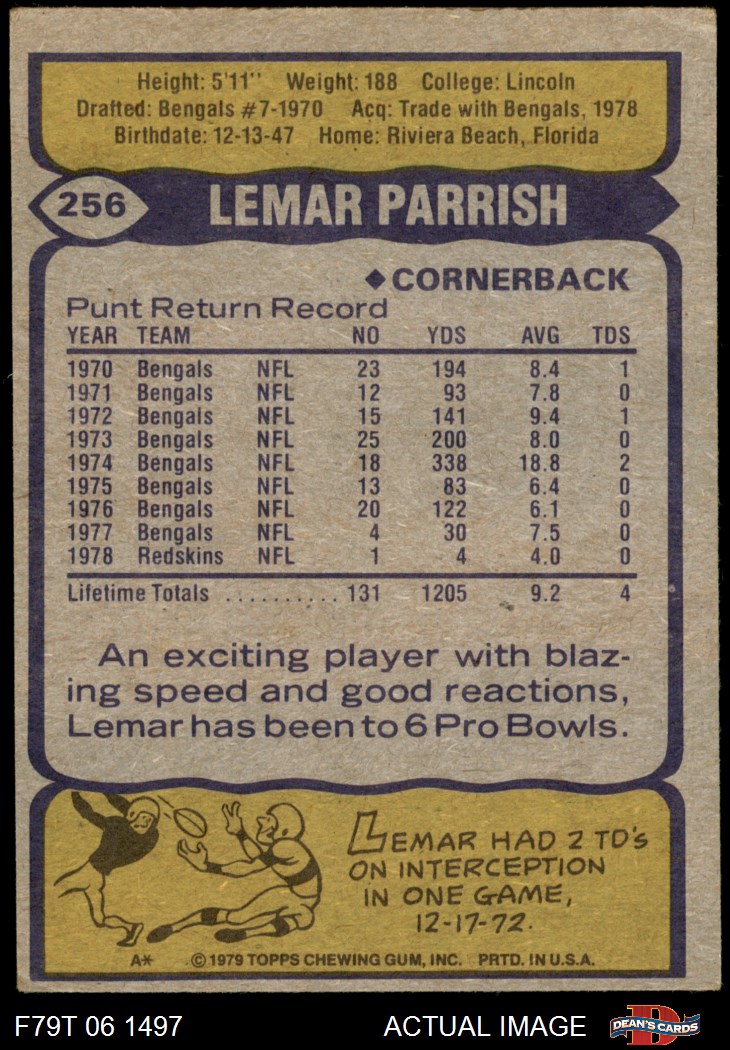 Height: 5'11'' Weight: 188 College: Lincoln
Drafted: Bengals #7-1970 Acq: Trade with Bengals, 1978
Birthdate: 12-13-47 Home: Riviera Beach, Florida
256 LEMAR PARRISH
◆ CORNERBACK
Punt Return Record
YEAR TEAM NO YDS AVG TDS
1970 Bengals NFL 23 194 8.4 1
1971 Bengals NFL 12 93 7.8 0
1972 Bengals NFL 15 141 9.4 1
1973 Bengals NFL 25 200 8.0 0
1974 Bengals NFL 18 338 18.8 2
1975 Bengals NFL 13 83 6.4 0
1976 Bengals NFL 20 122 6.1 0
1977 Bengals NFL 4 30 7.5 0
1978 Redskins NFL 1 4 4.0 0
Lifetime Totals .......... 131 1205 9.2 4
An exciting player with blaz-
ing speed and good reactions,
Lemar has been to 6 Pro Bowls.
LEMAR HAD 2 TD'S
ON INTERCEPTION
IN ONE GAME,
12-17-72.
A* © 1979 TOPPS CHEWING GUM, INC. PRTD. IN U.S.A.
F79T 06 1497 ACTUAL IMAGE DEAN'S CARDS